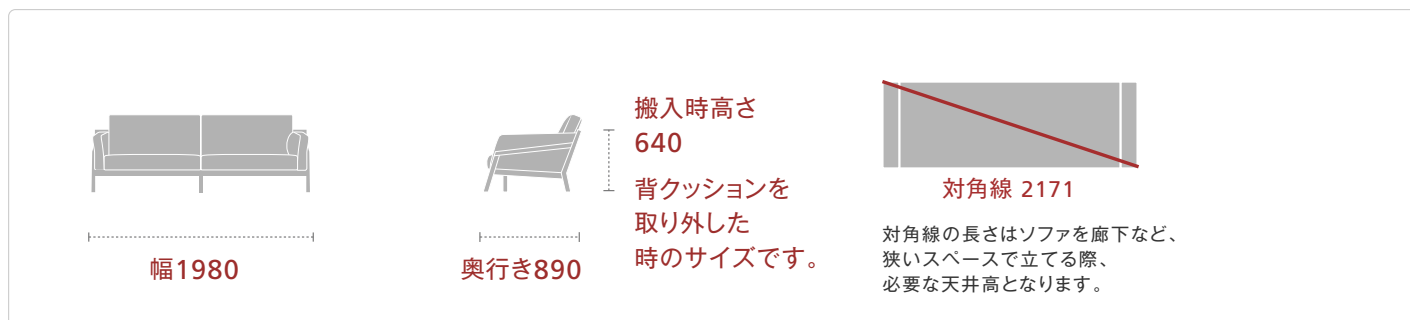 幅1980
奥行き890
搬入時高さ
640
背クッションを
取り外した
時のサイズです。
対角線 2171
対角線の長さはソファを廊下など、
狭いスペースで立てる際、
必要な天井高となります。